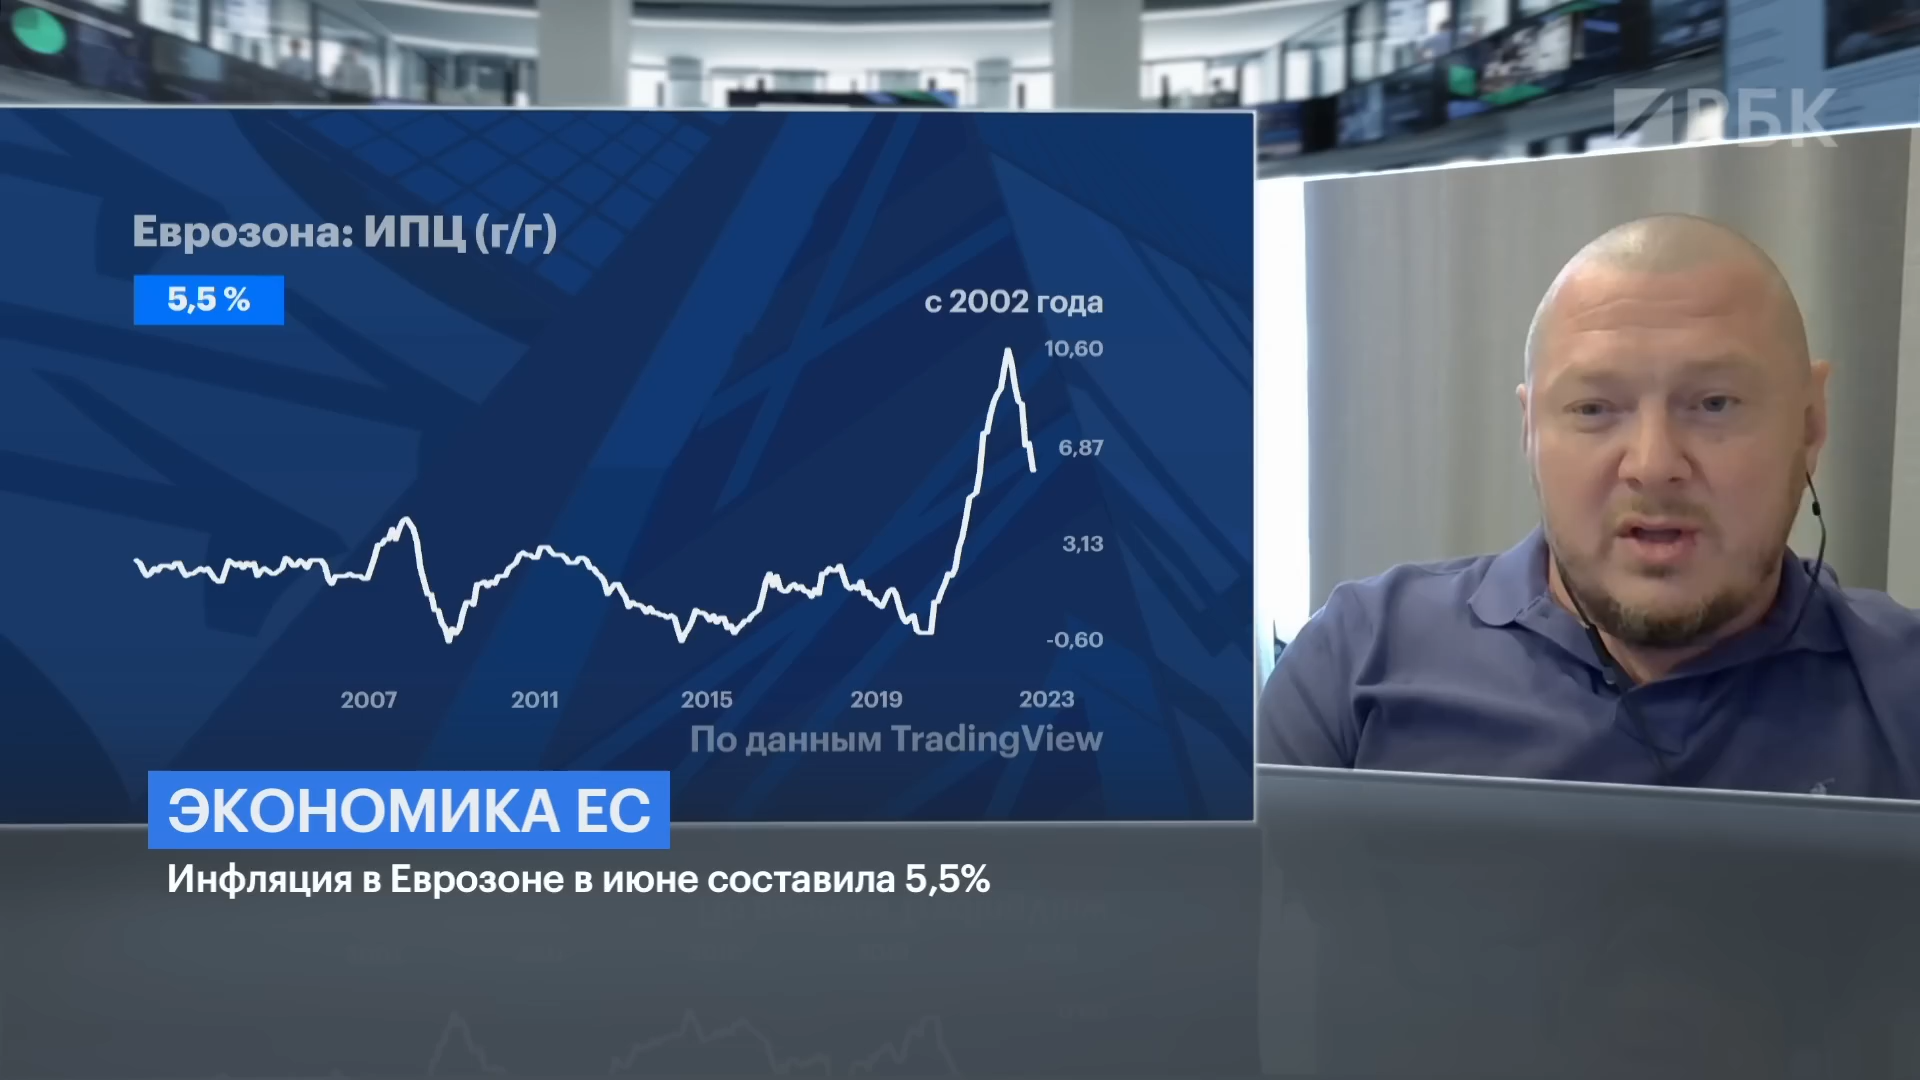 РБК
Еврозона: ИПЦ (г/г)
5,5 %
с 2002 года
10,60
6,87
3,13
-0,60
2007 2011 2015 2019 2023
По данным TradingView
ЭКОНОМИКА ЕС
Инфляция в Еврозоне в июне составила 5,5%